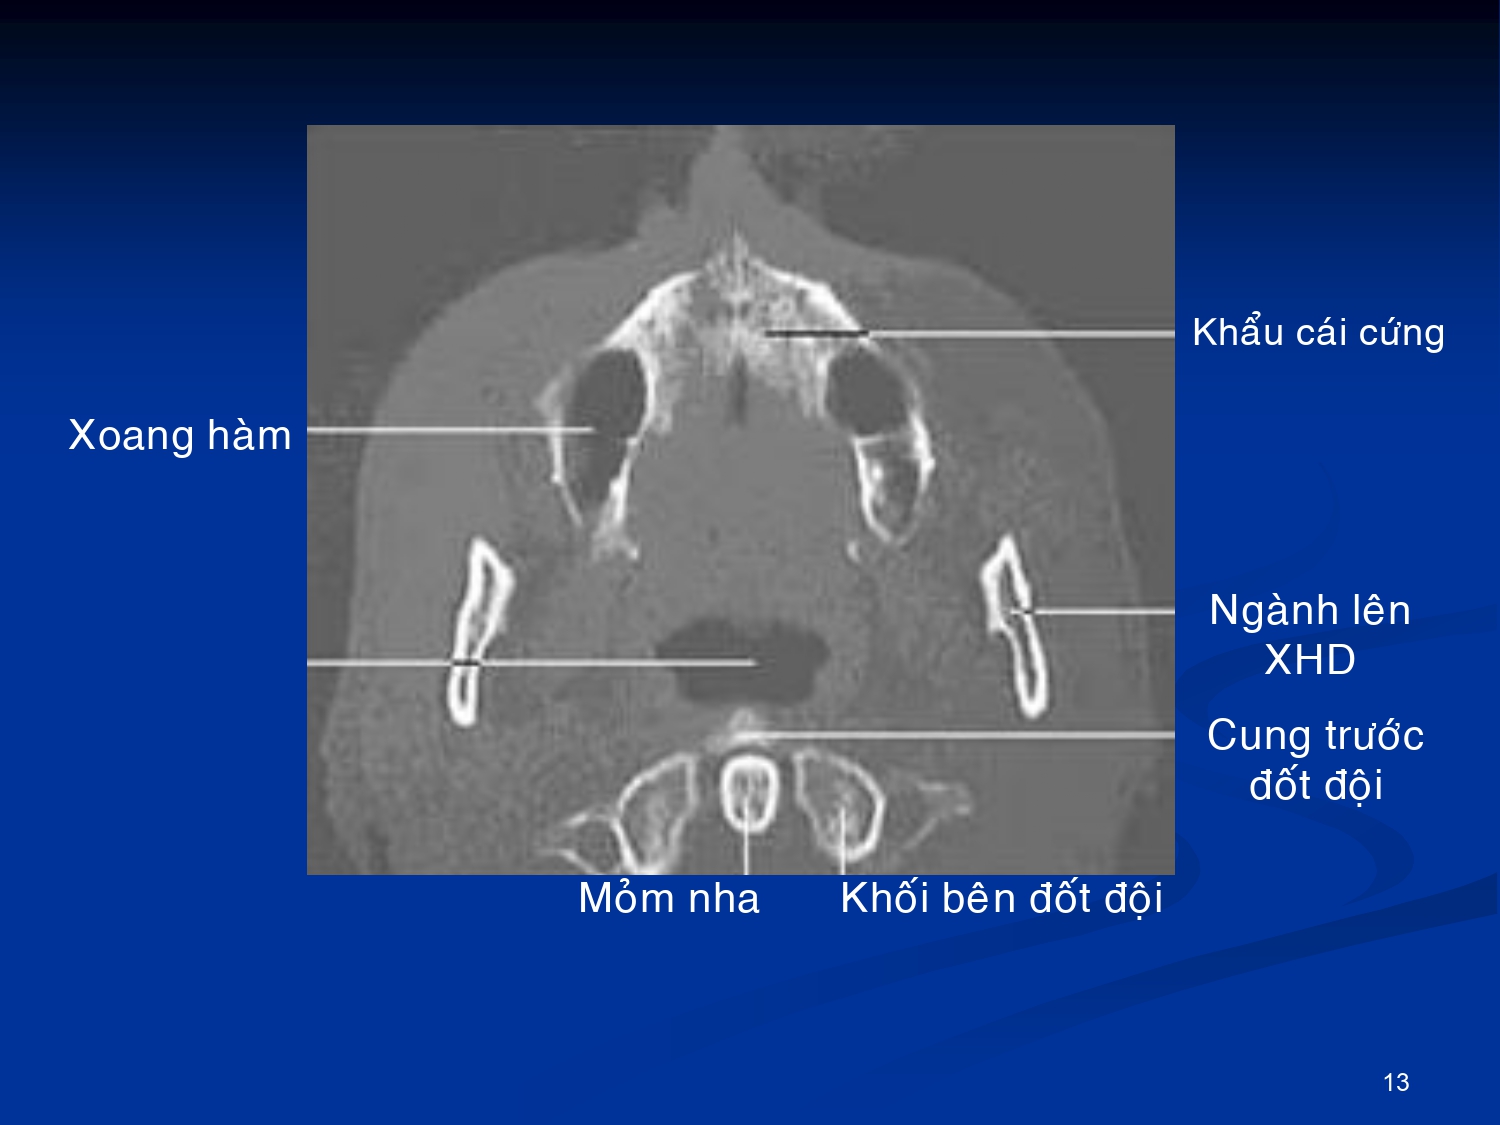 Khẩu cái cứng
Xoang hàm
Ngành lên
XHD
Cung trước
đốt đội
Mỏm nha
Khối bên đốt đội
13